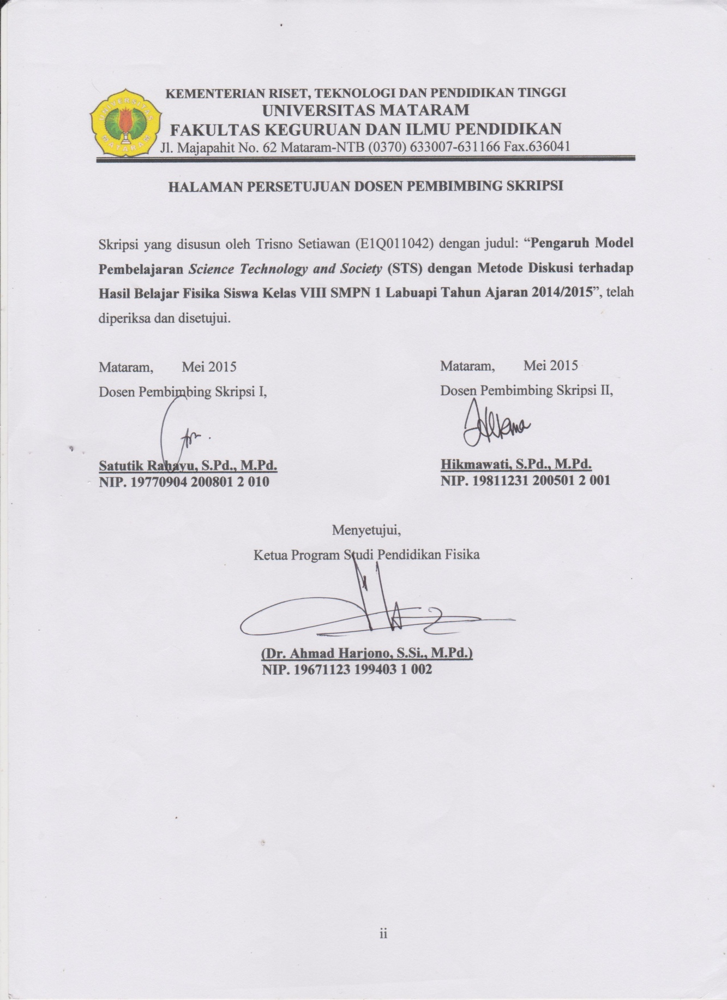 KEMENTERIAN RISET, TEKNOLOGI DAN PENDIDIKAN TINGGI
UNIVERSITAS MATARAM
FAKULTAS KEGURUAN DAN ILMU PENDIDIKAN
Jl. Majapahit No. 62 Mataram-NTB (0370) 633007-631166 Fax.636041
UNIVERSITAS
MATARAM
HALAMAN PERSETUJUAN DOSEN PEMBIMBING SKRIPSI
Skripsi yang disusun oleh Trisno Setiawan (E1Q011042) dengan judul: “Pengaruh Model
Pembelajaran Science Technology and Society (STS) dengan Metode Diskusi terhadap
Hasil Belajar Fisika Siswa Kelas VIII SMPN 1 Labuapi Tahun Ajaran 2014/2015”, telah
diperiksa dan disetujui.
Mataram, Mei 2015
Dosen Pembimbing Skripsi I,
Satutik Rahayu, S.Pd., M.Pd.
NIP. 19770904 200801 2 010
Mataram, Mei 2015
Dosen Pembimbing Skripsi II,
Hikmawati, S.Pd., M.Pd.
NIP. 19811231 200501 2 001
Menyetujui,
Ketua Program Studi Pendidikan Fisika
(Dr. Ahmad Harjono, S.Si., M.Pd.)
NIP. 19671123 199403 1 002
ii